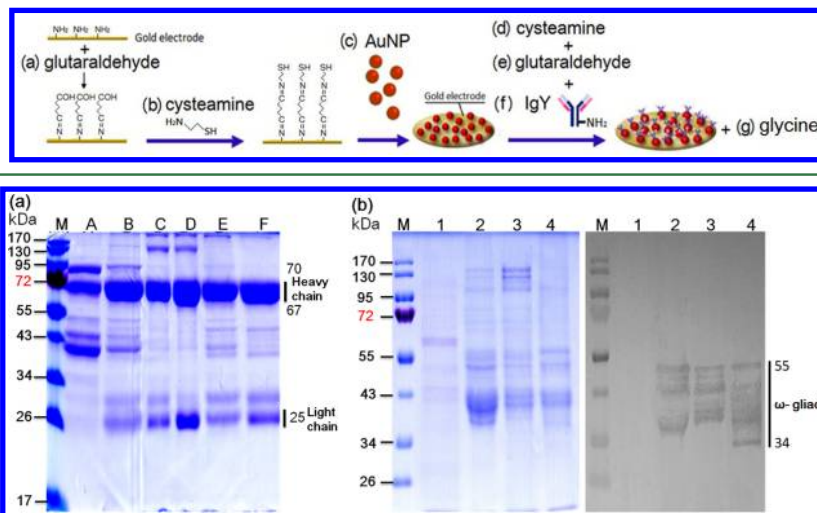 NH₂ NH₂ NH₂
Gold electrode
+
(a) glutaraldehyde
COH COH COH
C=N C=N C=N
(b) cysteamine
H₂N SH
SH SH SH
N=C N=C N=C
C=N C=N C=N
(c) AuNP
Gold electrode
(d) cysteamine
+
(e) glutaraldehyde
+
(f) IgY
NH₂
+ (g) glycine
(a)
kDa M A B C D E F
170
130
95
72
55
43
34
26
17
70
Heavy
chain
67
25 Light
chain
(b)
kDa M 1 2 3 4 M 1 2 3 4
170
130
95
72
55
43
34
26
55
ω- gliad
34